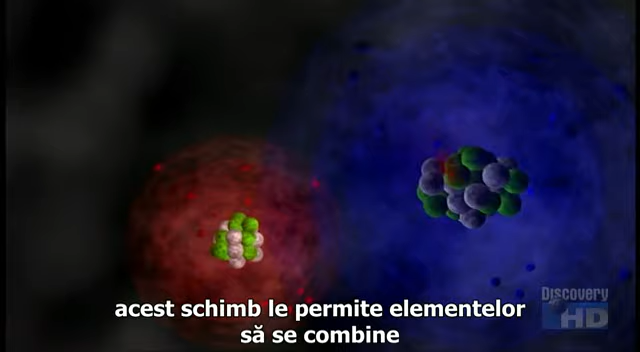 Discovery
HD
acest schimb le permite elementelor
să se combine